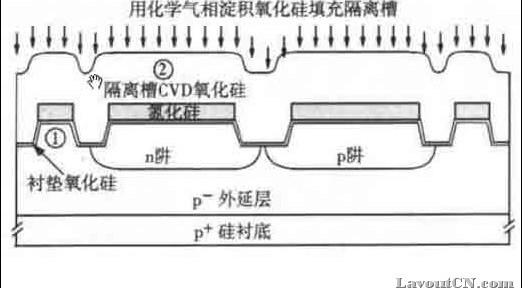 用化学气相淀积氧化硅填充隔离槽
②
隔离槽CVD氧化硅
氮化硅
①
n阱
p阱
衬垫氧化硅
p⁻ 外延层
p⁺ 硅衬底
LayoutCN.com